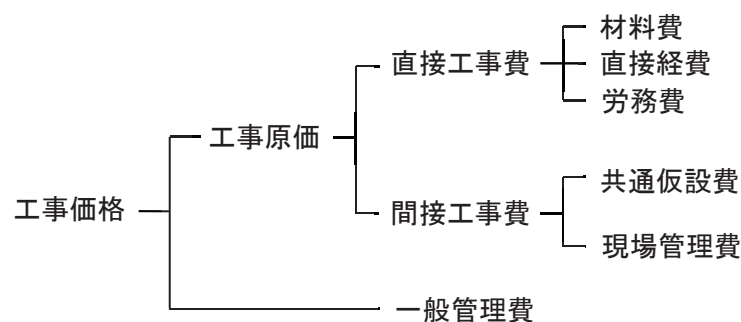 材料費
直接工事費
直接経費
労務費
工事原価
共通仮設費
工事価格
間接工事費
現場管理費
一般管理費